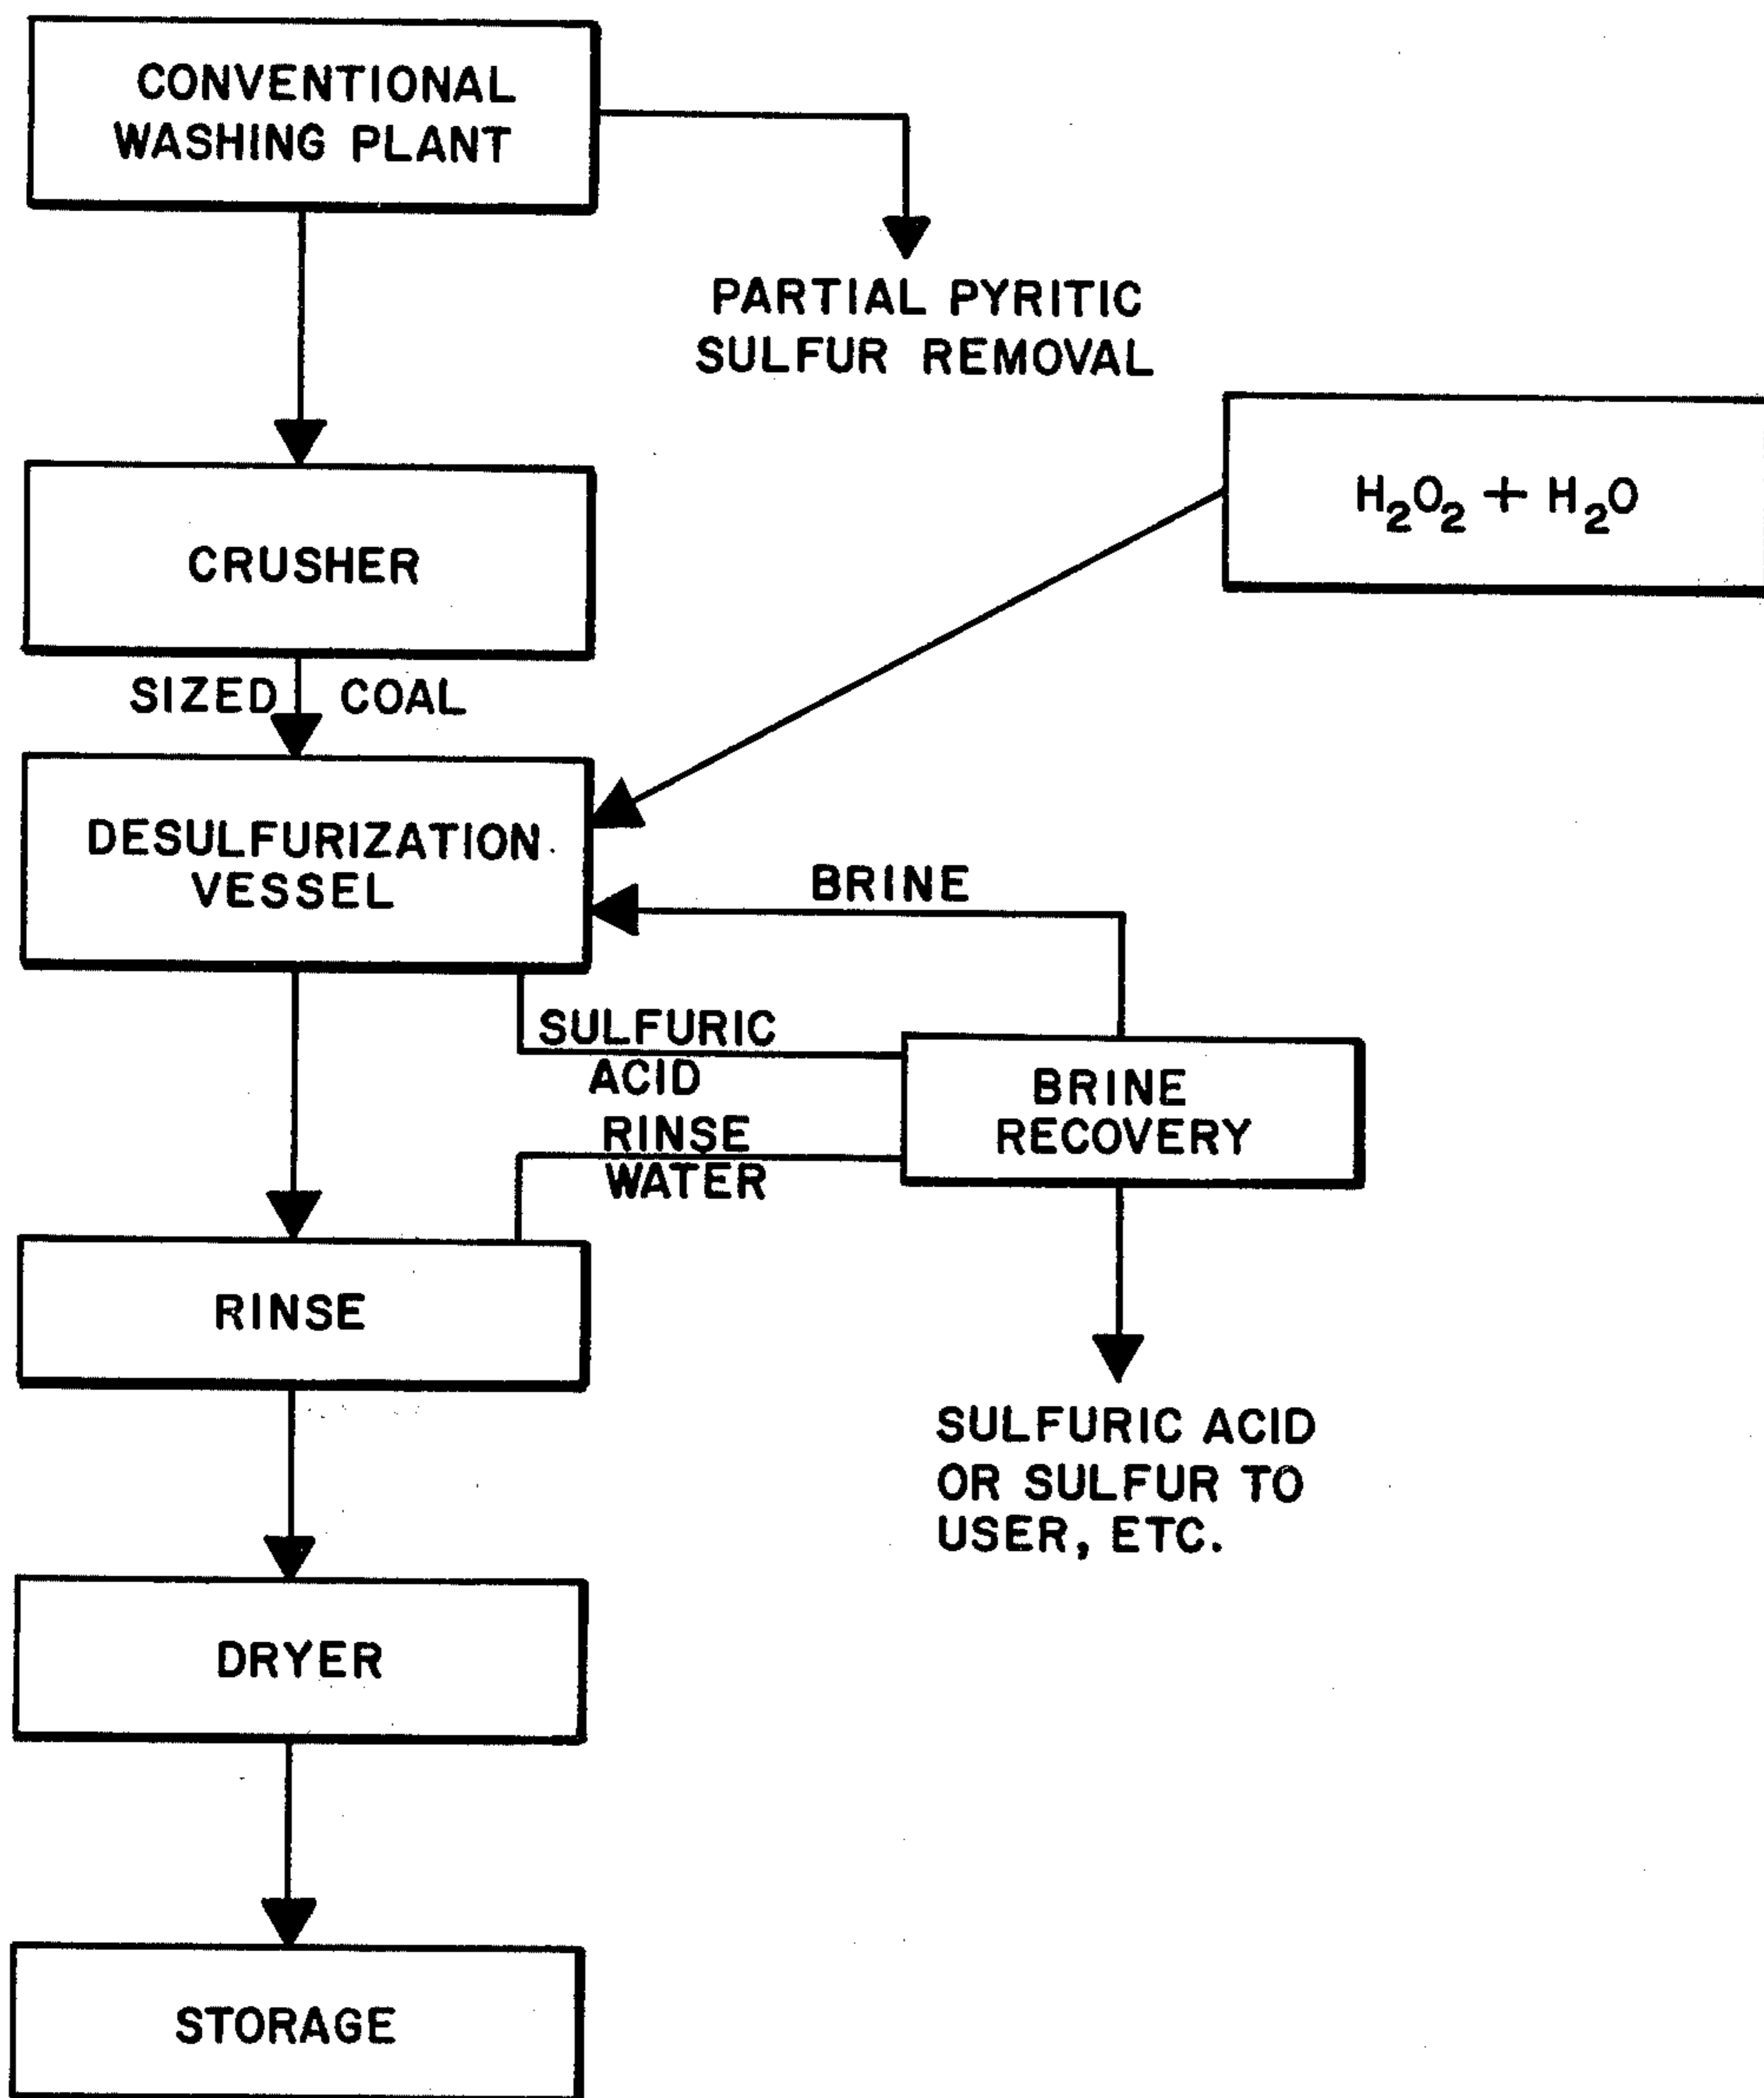 CONVENTIONAL
WASHING PLANT
PARTIAL PYRITIC
SULFUR REMOVAL
H₂O₂ + H₂O
CRUSHER
SIZED COAL
DESULFURIZATION
VESSEL
BRINE
SULFURIC
ACID
BRINE
RECOVERY
RINSE
WATER
RINSE
SULFURIC ACID
OR SULFUR TO
USER, ETC.
DRYER
STORAGE